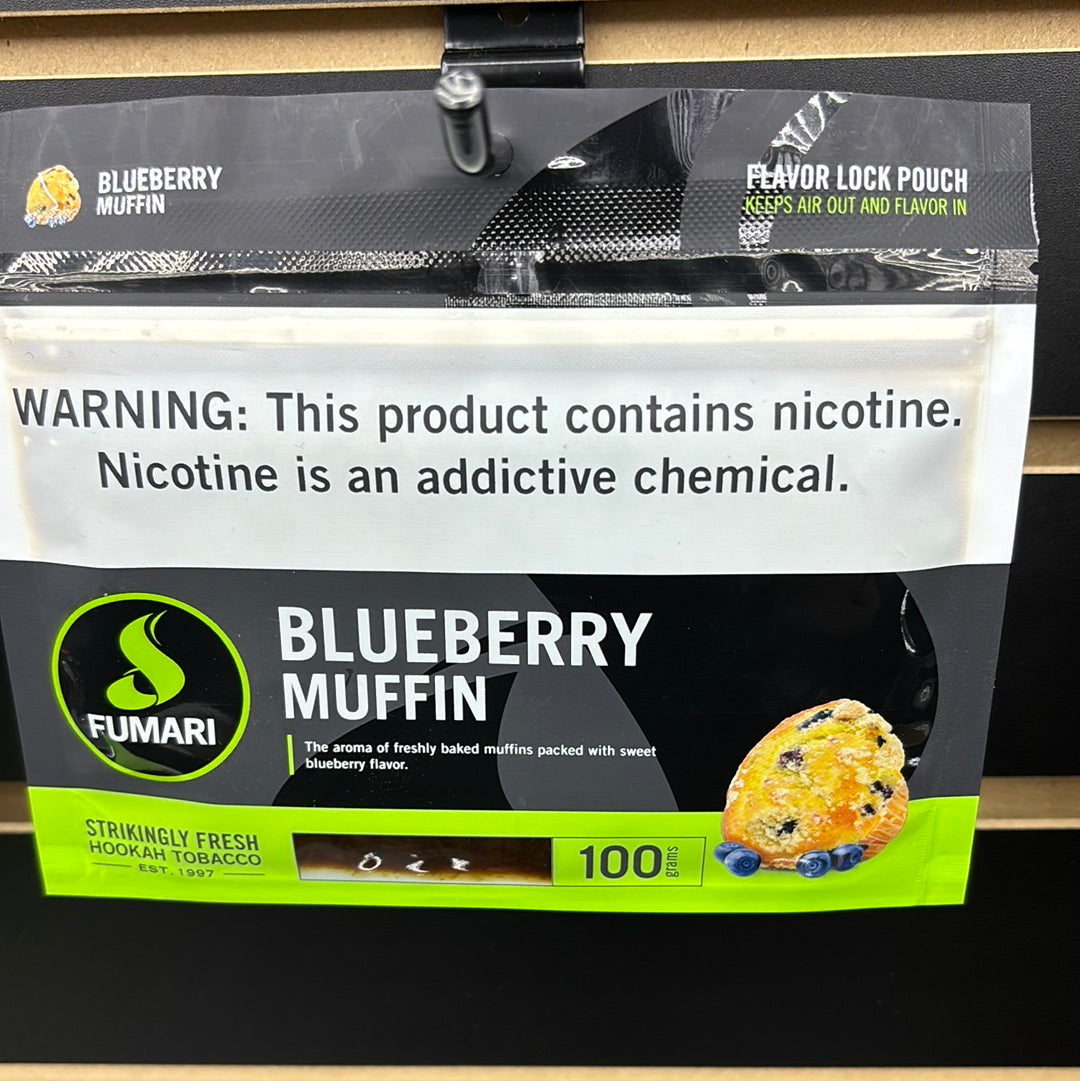 BLUEBERRY
MUFFIN
FLAVOR LOCK POUCH
KEEPS AIR OUT AND FLAVOR IN
WARNING: This product contains nicotine.
Nicotine is an addictive chemical.
FUMARI
BLUEBERRY
MUFFIN
The aroma of freshly baked muffins packed with sweet
blueberry flavor.
STRIKINGLY FRESH
HOOKAH TOBACCO
EST. 1997
100 grams